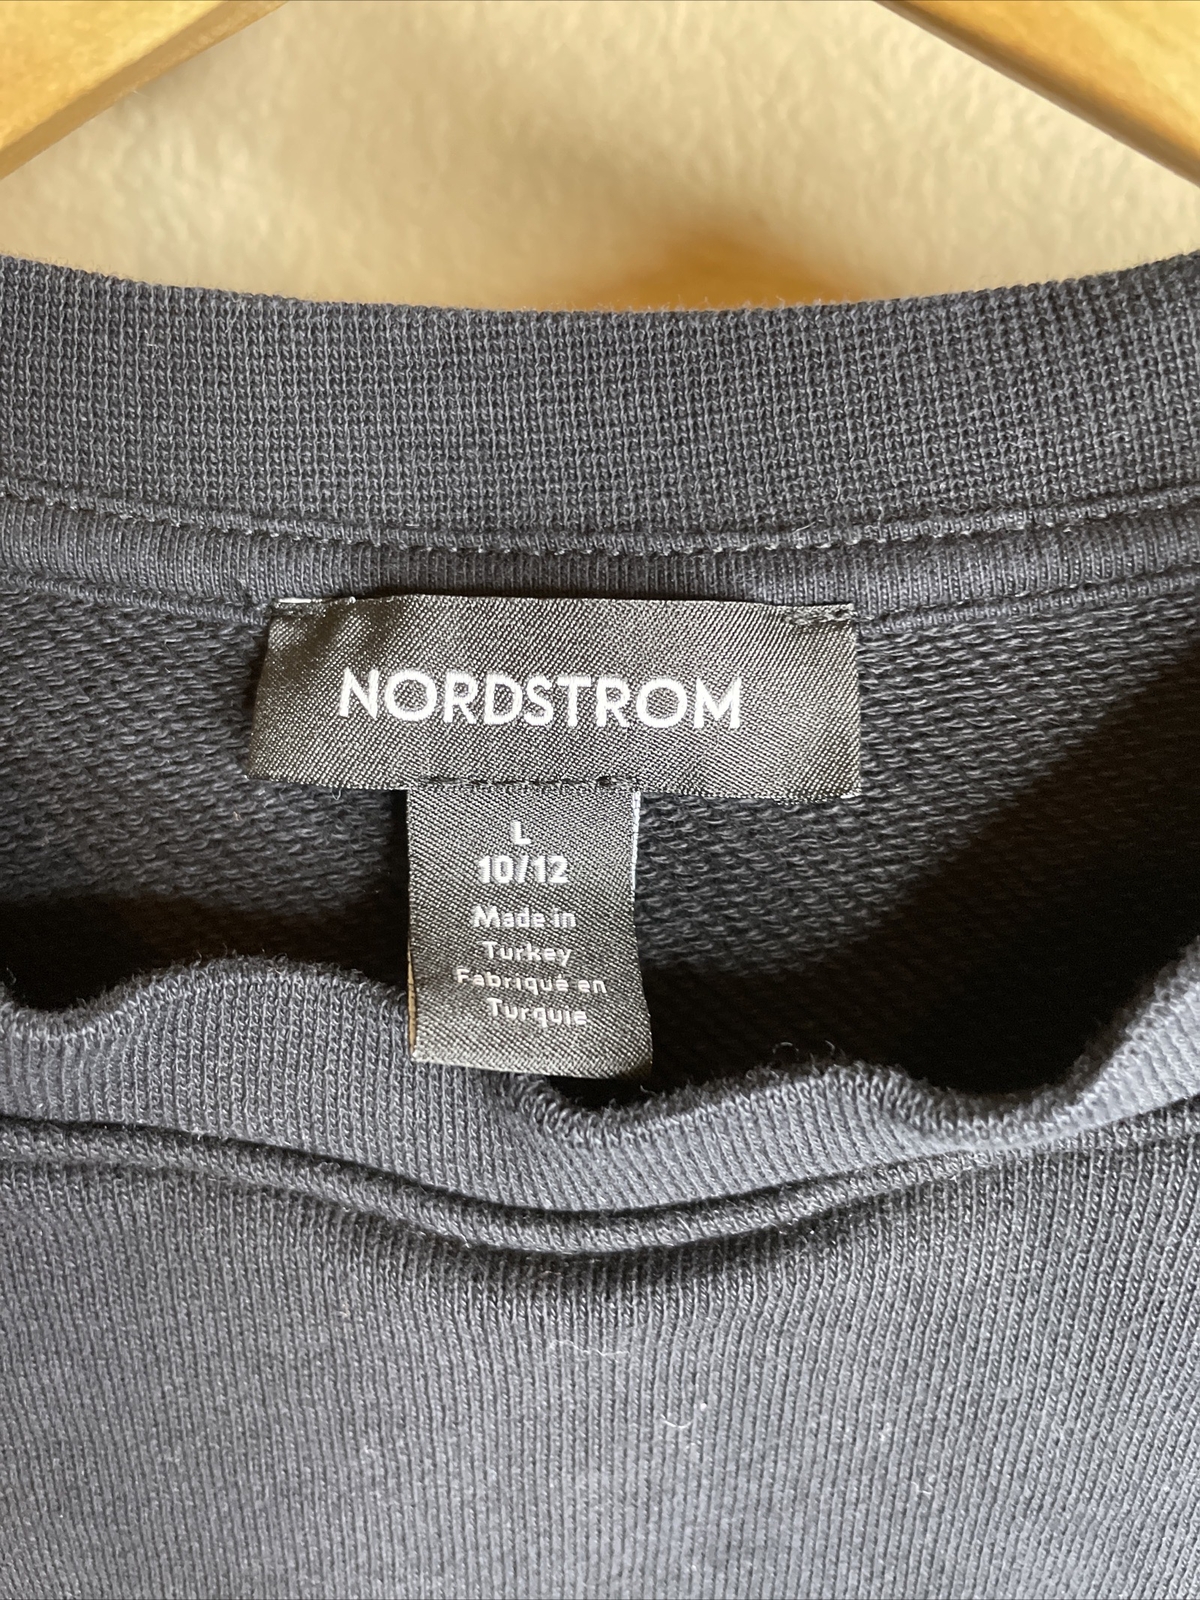 NORDSTROM
L
10/12
Made in
Turkey
Fabriqué en
Turquie